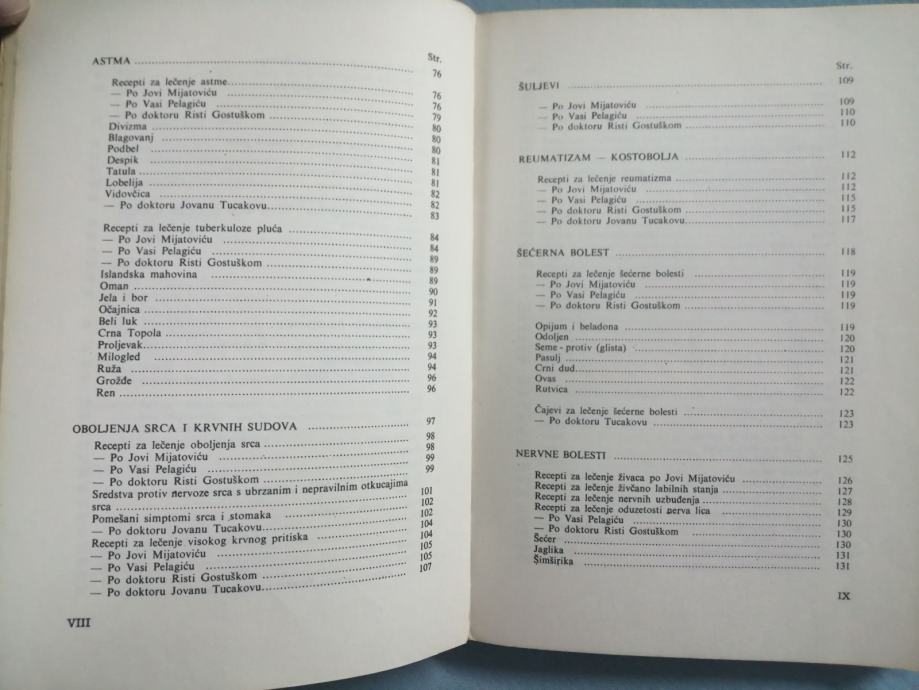 Str.
ASTMA 76
Recepti za lečenje astme 76
— Po Jovi Mijatoviću 76
— Po Vasi Pelagiću 79
— Po doktoru Risti Gostuškom 80
Divizma 80
Blagovanj 80
Podbel 81
Despik 81
Tatula 81
Lobelija 82
Vidovčica 82
— Po doktoru Jovanu Tucakovu 83
Recepti za lečenje tuberkuloze pluća 84
— Po Jovi Mijatoviću 84
— Po Vasi Pelagiću 89
— Po doktoru Risti Gostuškom 89
Islandska mahovina 89
Oman 90
Jela i bor 91
Očajnica 92
Beli luk 93
Crna Topola 93
Proljevak 93
Milogled 94
Ruža 94
Grožđe 96
Ren 96
OBOLJENJA SRCA I KRVNIH SUDOVA 97
Recepti za lečenje oboljenja srca 98
— Po Jovi Mijatoviću 98
— Po Vasi Pelagiću 99
— Po doktoru Risti Gostuškom 99
Sredstva protiv nervoze srca s ubrzanim i nepravilnim otkucajima
srca 101
Pomešani simptomi srca i stomaka 102
— Po doktoru Jovanu Tucakovu 102
Recepti za lečenje visokog krvnog pritiska 104
— Po Jovi Mijatoviću 104
— Po Vasi Pelagiću 105
— Po doktoru Risti Gostuškom 105
— Po doktoru Jovanu Tucakovu 107
VIII
Str.
ŠULJEVI 109
— Po Jovi Mijatoviću 109
— Po Vasi Pelagiću 110
— Po doktoru Risti Gostuškom 110
REUMATIZAM — KOSTOBOLJA 112
Recepti za lečenje reumatizma 112
— Po Jovi Mijatoviću 112
— Po Vasi Pelagiću 115
— Po doktoru Risti Gostuškom 115
— Po doktoru Jovanu Tucakovu 117
ŠEĆERNA BOLEST 118
Recepti za lečenje šećerne bolesti 119
— Po Jovi Mijatoviću 119
— Po Vasi Pelagiću 119
— Po doktoru Risti Gostuškom 119
Opijum i beladona 119
Odoljen 120
Seme - protiv (glista) 120
Pasulj 121
Crni dud 121
Ovas 122
Rutvica 122
Čajevi za lečenje šećerne bolesti 123
— Po doktoru Tucakovu 123
NERVNE BOLESTI 125
Recepti za lečenje živaca po Jovi Mijatoviću 126
Recepti za lečenje živčano labilnih stanja 127
Recepti za lečenje nervnih uzbuđenja 128
Recepti za lečenje oduzetosti nerva lica 129
— Po Vasi Pelagiću 130
— Po doktoru Risti Gostuškom 130
Šećer 130
Jaglika 131
Šimširika 131
IX